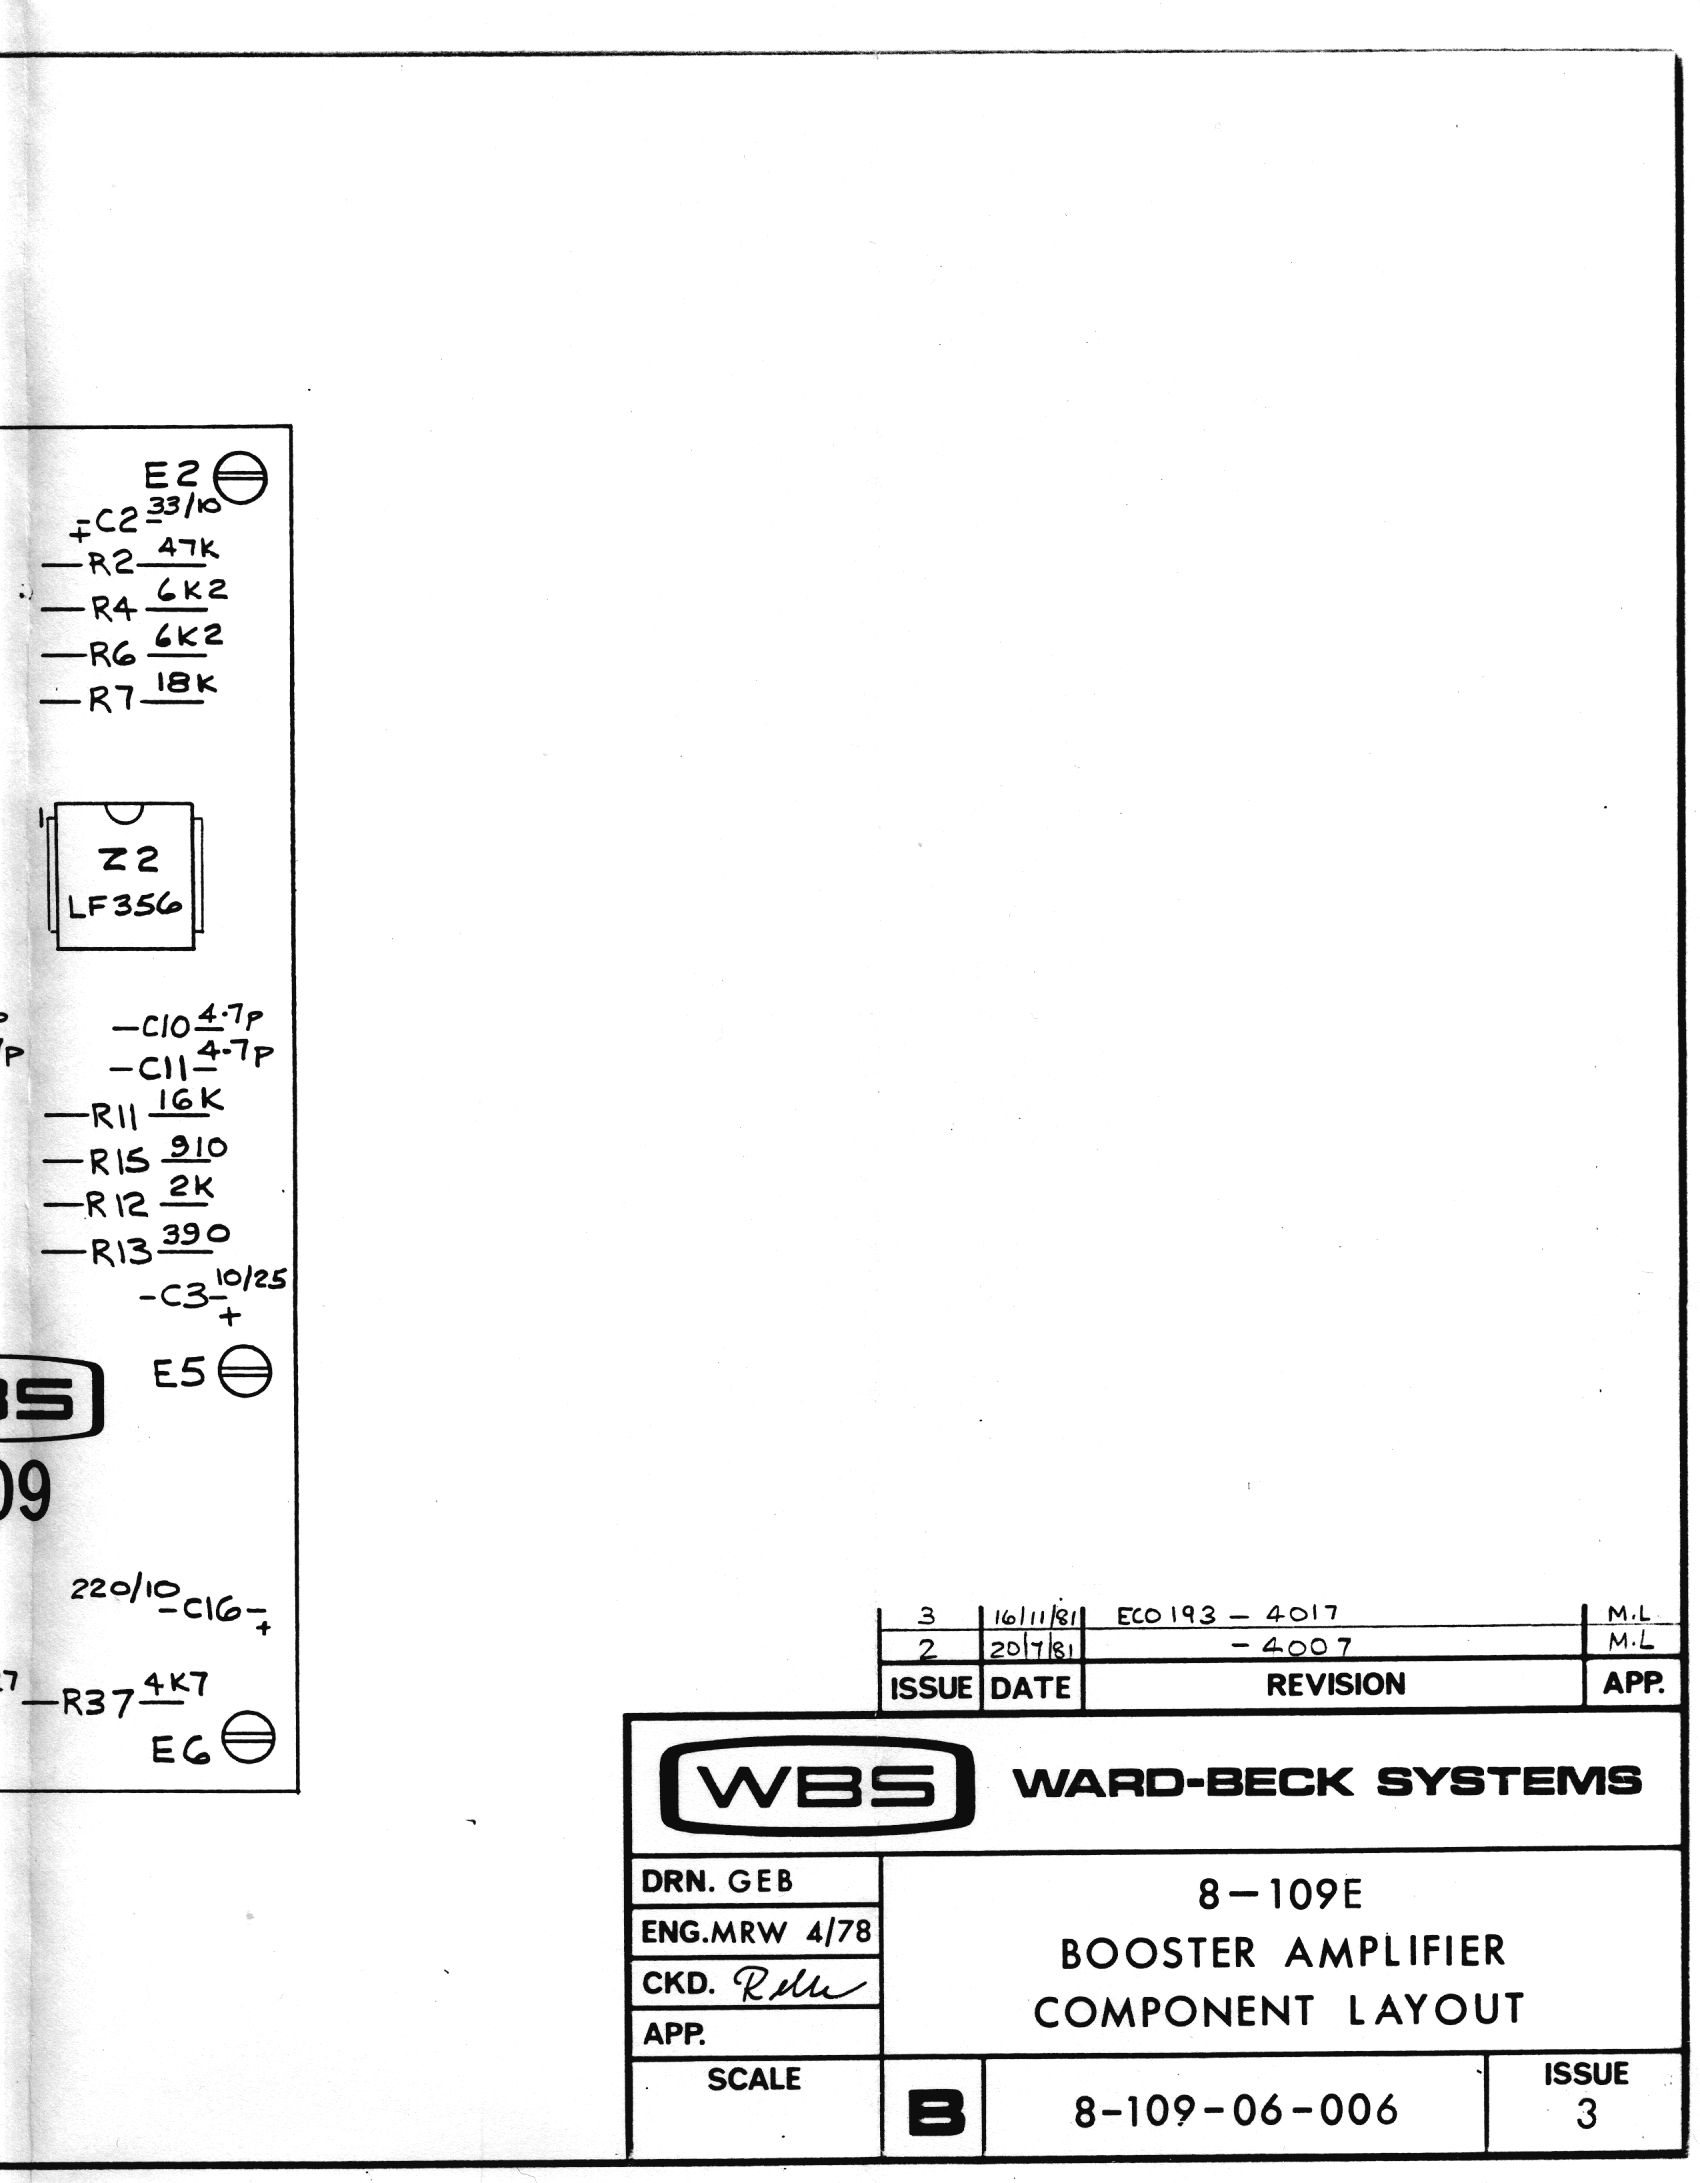 E2
+ -C2- 33/10
R2 47K
R4 6K2
R6 6K2
R7 18K
1
Z2
LF356
P
-C10 4.7P
P
-C11- 4.7P
R11 16K
R15 910
R12 2K
R13 390
-C3- 10/25
+
E5
BS
09
220/10 -C16-
+
7
R37 4K7
E6
3 16/11/81 ECO 193 - 4017 M.L
2 20/7/81 - 4007 M.L
ISSUE DATE REVISION APP.
WBS WARD-BECK SYSTEMS
DRN. GEB
ENG. MRW 4/78
CKD.
APP.
8-109E
BOOSTER AMPLIFIER
COMPONENT LAYOUT
SCALE
B
8-109-06-006
ISSUE
3